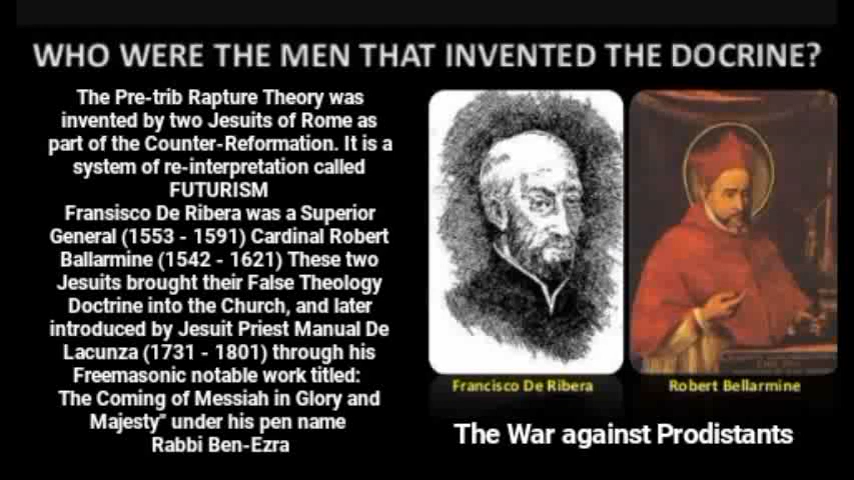 WHO WERE THE MEN THAT INVENTED THE DOCRINE?
The Pre-trib Rapture Theory was
invented by two Jesuits of Rome as
part of the Counter-Reformation. It is a
system of re-interpretation called
FUTURISM
Fransisco De Ribera was a Superior
General (1553 - 1591) Cardinal Robert
Ballarmine (1542 - 1621) These two
Jesuits brought their False Theology
Doctrine into the Church, and later
introduced by Jesuit Priest Manual De
Lacunza (1731 - 1801) through his
Freemasonic notable work titled:
The Coming of Messiah in Glory and
Majesty" under his pen name
Rabbi Ben-Ezra
Francisco De Ribera
Robert Bellarmine
The War against Prodistants